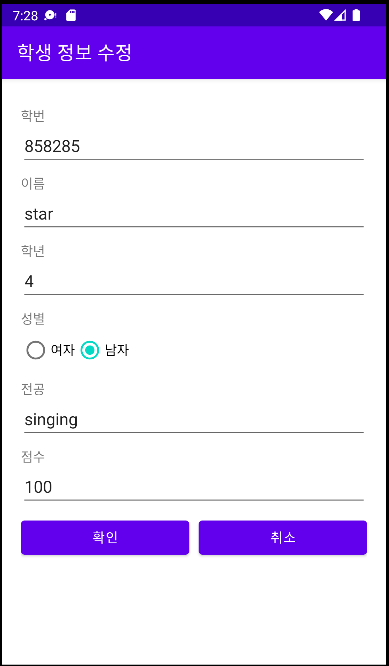 7:28
학생 정보 수정
학번
858285
이름
star
학년
4
성별
여자 남자
전공
singing
점수
100
확인 취소